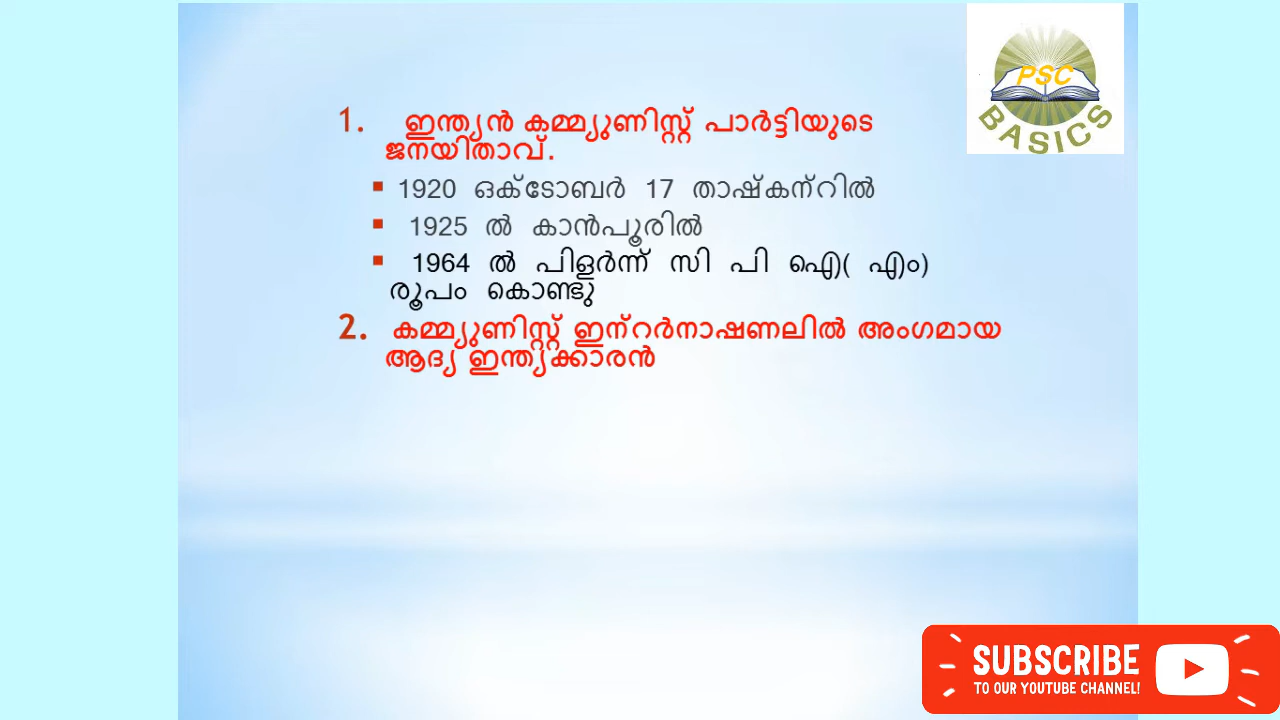 PSC
BASICS
1. ഇന്ത്യൻ കമ്മ്യുണിസ്റ്റ് പാർട്ടിയുടെ
ജനയിതാവ്.
▪ 1920 ഒക്ടോബർ 17 താഷ്കന്‍റിൽ
▪ 1925 ൽ കാൻപൂരിൽ
▪ 1964 ൽ പിളർന്ന് സി പി ഐ( എം)
രൂപം കൊണ്ടു
2. കമ്മ്യുണിസ്റ്റ് ഇന്‍റർനാഷണലിൽ അംഗമായ
ആദ്യ ഇന്ത്യക്കാരൻ
SUBSCRIBE
TO OUR YOUTUBE CHANNEL!